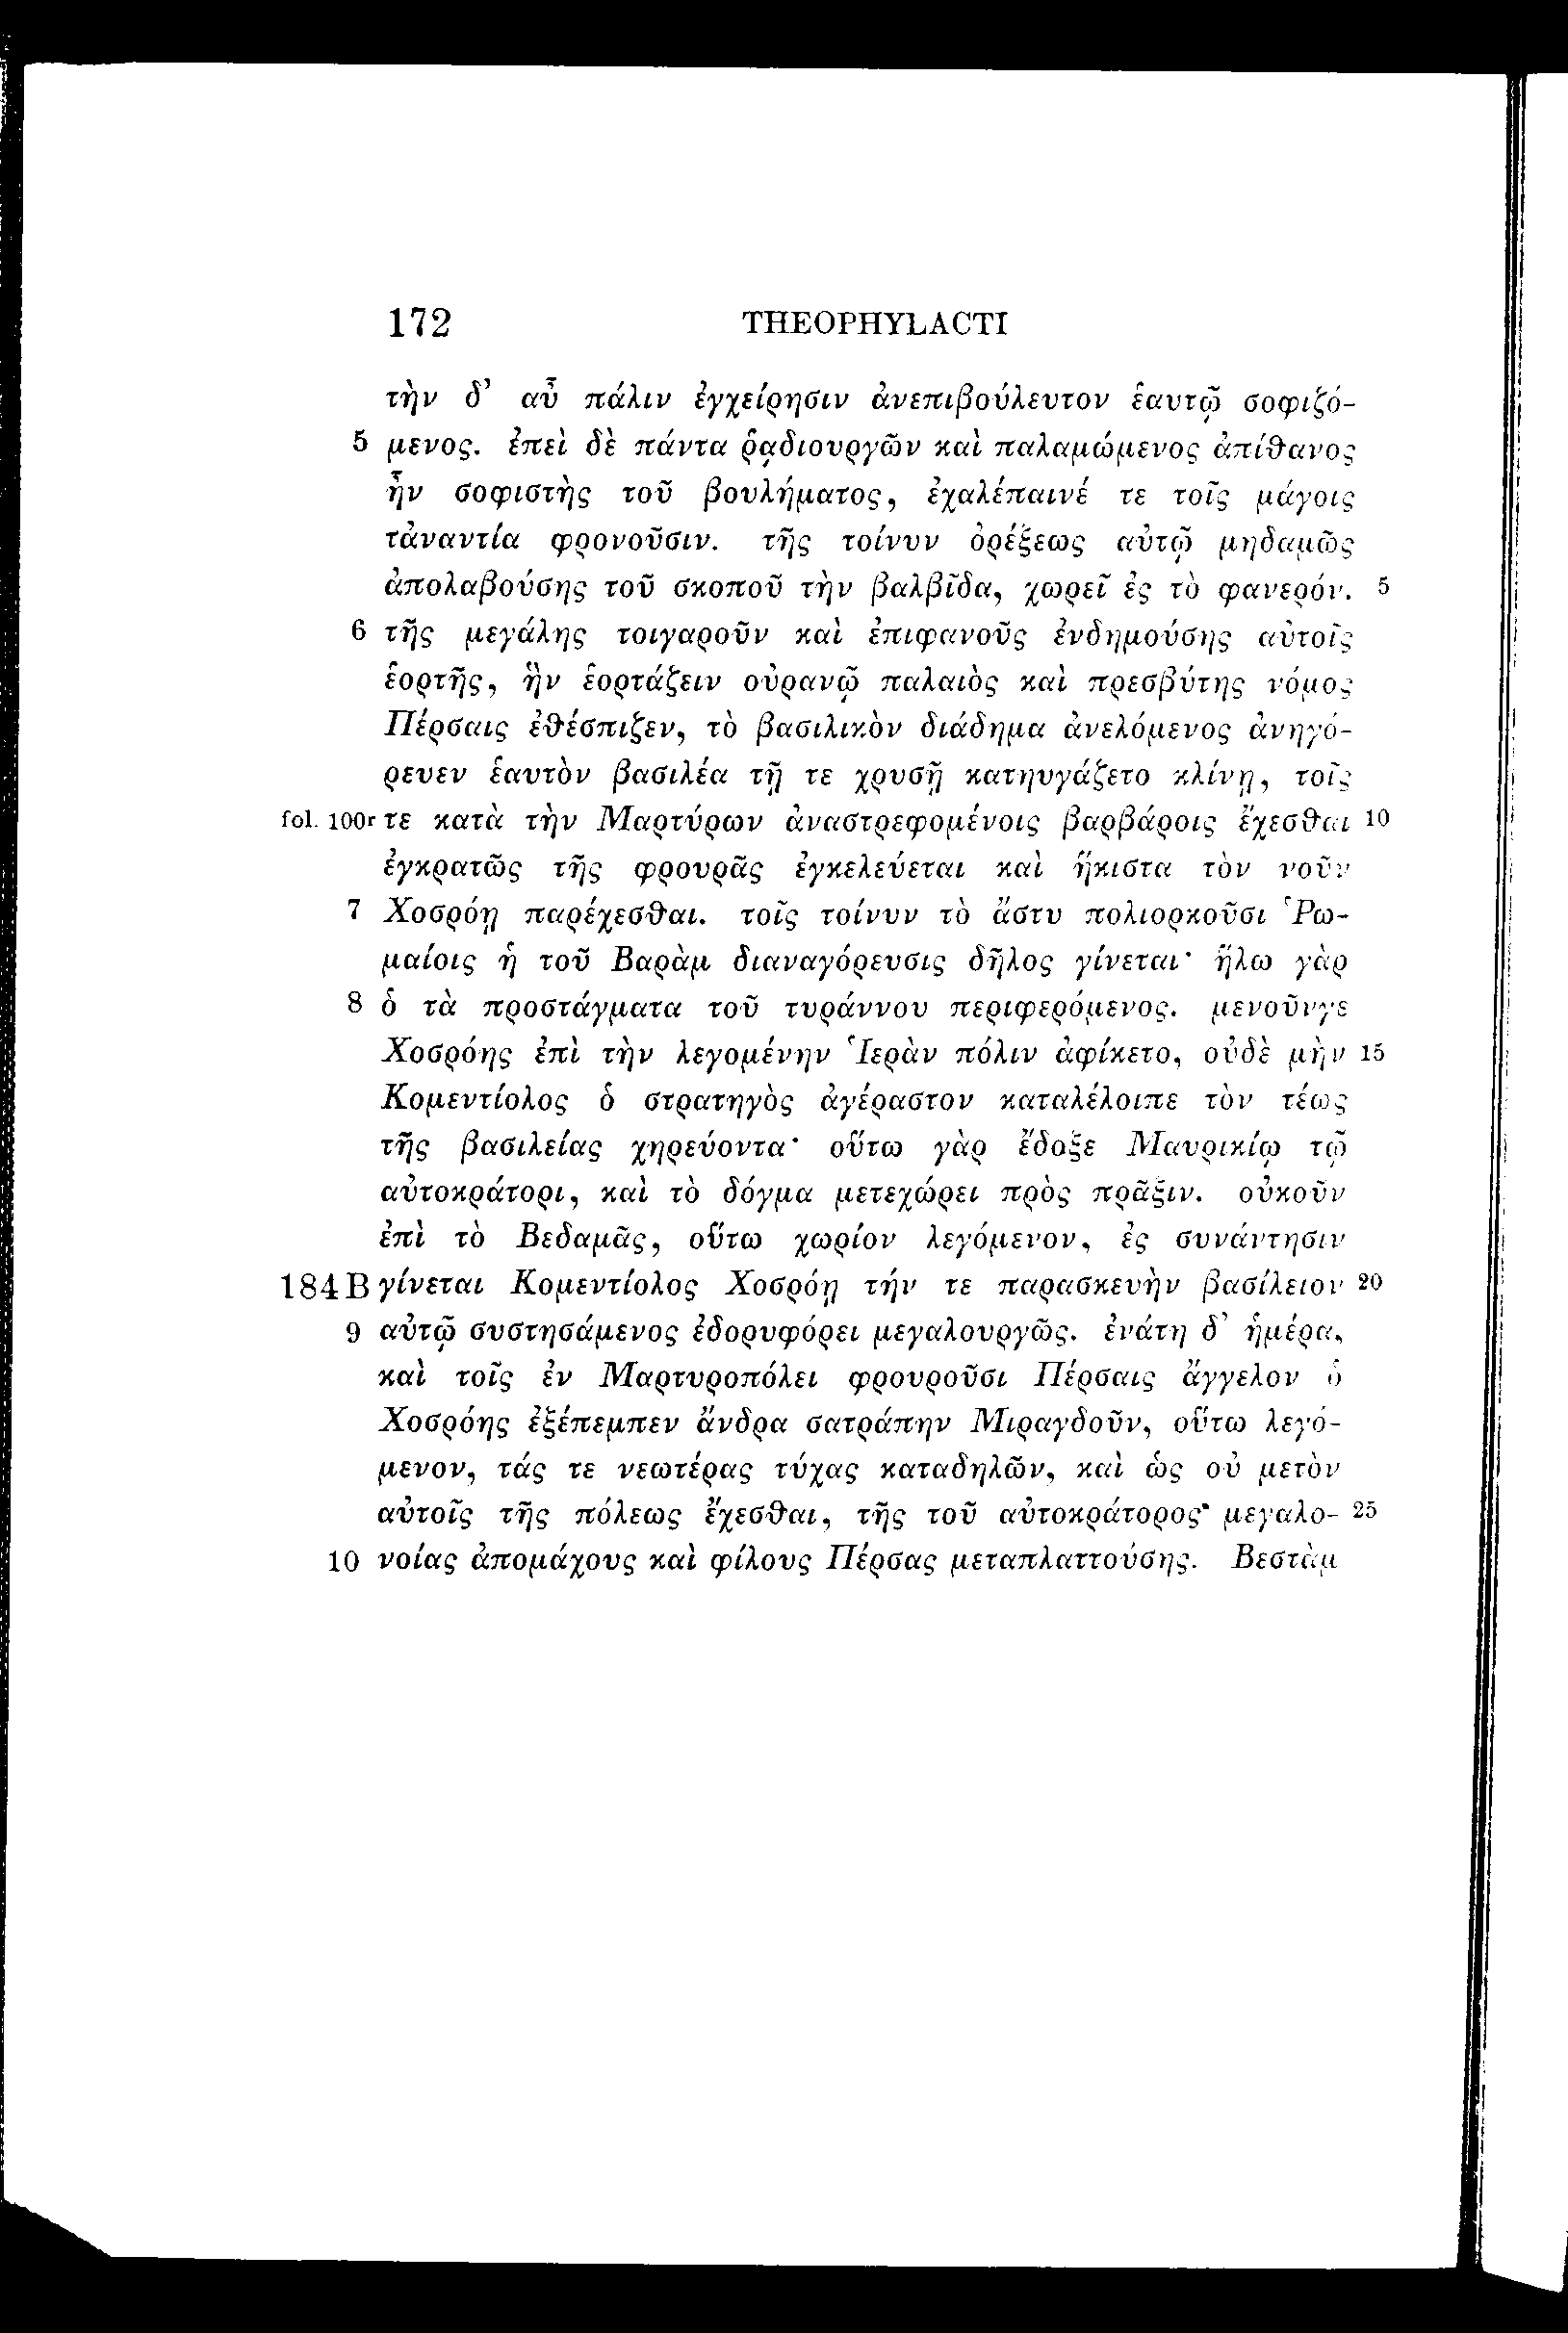 172 THEOPHYLACTI
τὴν δ’ αὖ πάλιν ἐγχείρησιν ἀνεπιβούλευτον ἑαυτῷ σοφιζό-
5 μενος. ἐπεὶ δὲ πάντα ῥᾳδιουργῶν καὶ παλαμώμενος ἀπίθανος
ἦν σοφιστὴς τοῦ βουλήματος, ἐχαλέπαινέ τε τοῖς μάγοις
τἀναντία φρονοῦσιν. τῆς τοίνυν ὀρέξεως αὐτῷ μηδαμῶς
ἀπολαβούσης τοῦ σκοποῦ τὴν βαλβῖδα, χωρεῖ ἐς τὸ φανερόν. 5
6 τῆς μεγάλης τοιγαροῦν καὶ ἐπιφανοῦς ἐνδημούσης αὐτοῖς
ἑορτῆς, ἣν ἑορτάζειν οὐρανῷ παλαιὸς καὶ πρεσβύτης νόμος
Πέρσαις ἐθέσπιζεν, τὸ βασιλικὸν διάδημα ἀνελόμενος ἀνηγό-
ρευεν ἑαυτὸν βασιλέα τῇ τε χρυσῇ κατηυγάζετο κλίνῃ, τοῖς
fol. 100r τε κατὰ τὴν Μαρτύρων ἀναστρεφομένοις βαρβάροις ἔχεσθαι 10
ἐγκρατῶς τῆς φρουρᾶς ἐγκελεύεται καὶ ἥκιστα τὸν νοῦν
7 Χοσρόῃ παρέχεσθαι. τοῖς τοίνυν τὸ ἄστυ πολιορκοῦσι Ῥω-
μαίοις ἡ τοῦ Βαρὰμ διαναγόρευσις δῆλος γίνεται· ἥλω γὰρ
8 ὁ τὰ προστάγματα τοῦ τυράννου περιφερόμενος. μενοῦνγε
Χοσρόης ἐπὶ τὴν λεγομένην Ἱερὰν πόλιν ἀφίκετο, οὐδὲ μὴν 15
Κομεντίολος ὁ στρατηγὸς ἀγέραστον καταλέλοιπε τὸν τέως
τῆς βασιλείας χηρεύοντα· οὕτω γὰρ ἔδοξε Μαυρικίῳ τῷ
αὐτοκράτορι, καὶ τὸ δόγμα μετεχώρει πρὸς πρᾶξιν. οὐκοῦν
ἐπὶ τὸ Βεδαμᾶς, οὕτω χωρίον λεγόμενον, ἐς συνάντησιν
184 B γίνεται Κομεντίολος Χοσρόῃ τήν τε παρασκευὴν βασίλειον 20
9 αὐτῷ συστησάμενος ἐδορυφόρει μεγαλουργῶς. ἐνάτη δ’ ἡμέρα,
καὶ τοῖς ἐν Μαρτυροπόλει φρουροῦσι Πέρσαις ἄγγελον ὁ
Χοσρόης ἐξέπεμπεν ἄνδρα σατράπην Μιραγδοῦν, οὕτω λεγό-
μενον, τάς τε νεωτέρας τύχας καταδηλῶν, καὶ ὡς οὐ μετὸν
αὐτοῖς τῆς πόλεως ἔχεσθαι, τῆς τοῦ αὐτοκράτορος μεγαλο- 25
10 νοίας ἀπομάχους καὶ φίλους Πέρσας μεταπλαττούσης. Βεστὰμ